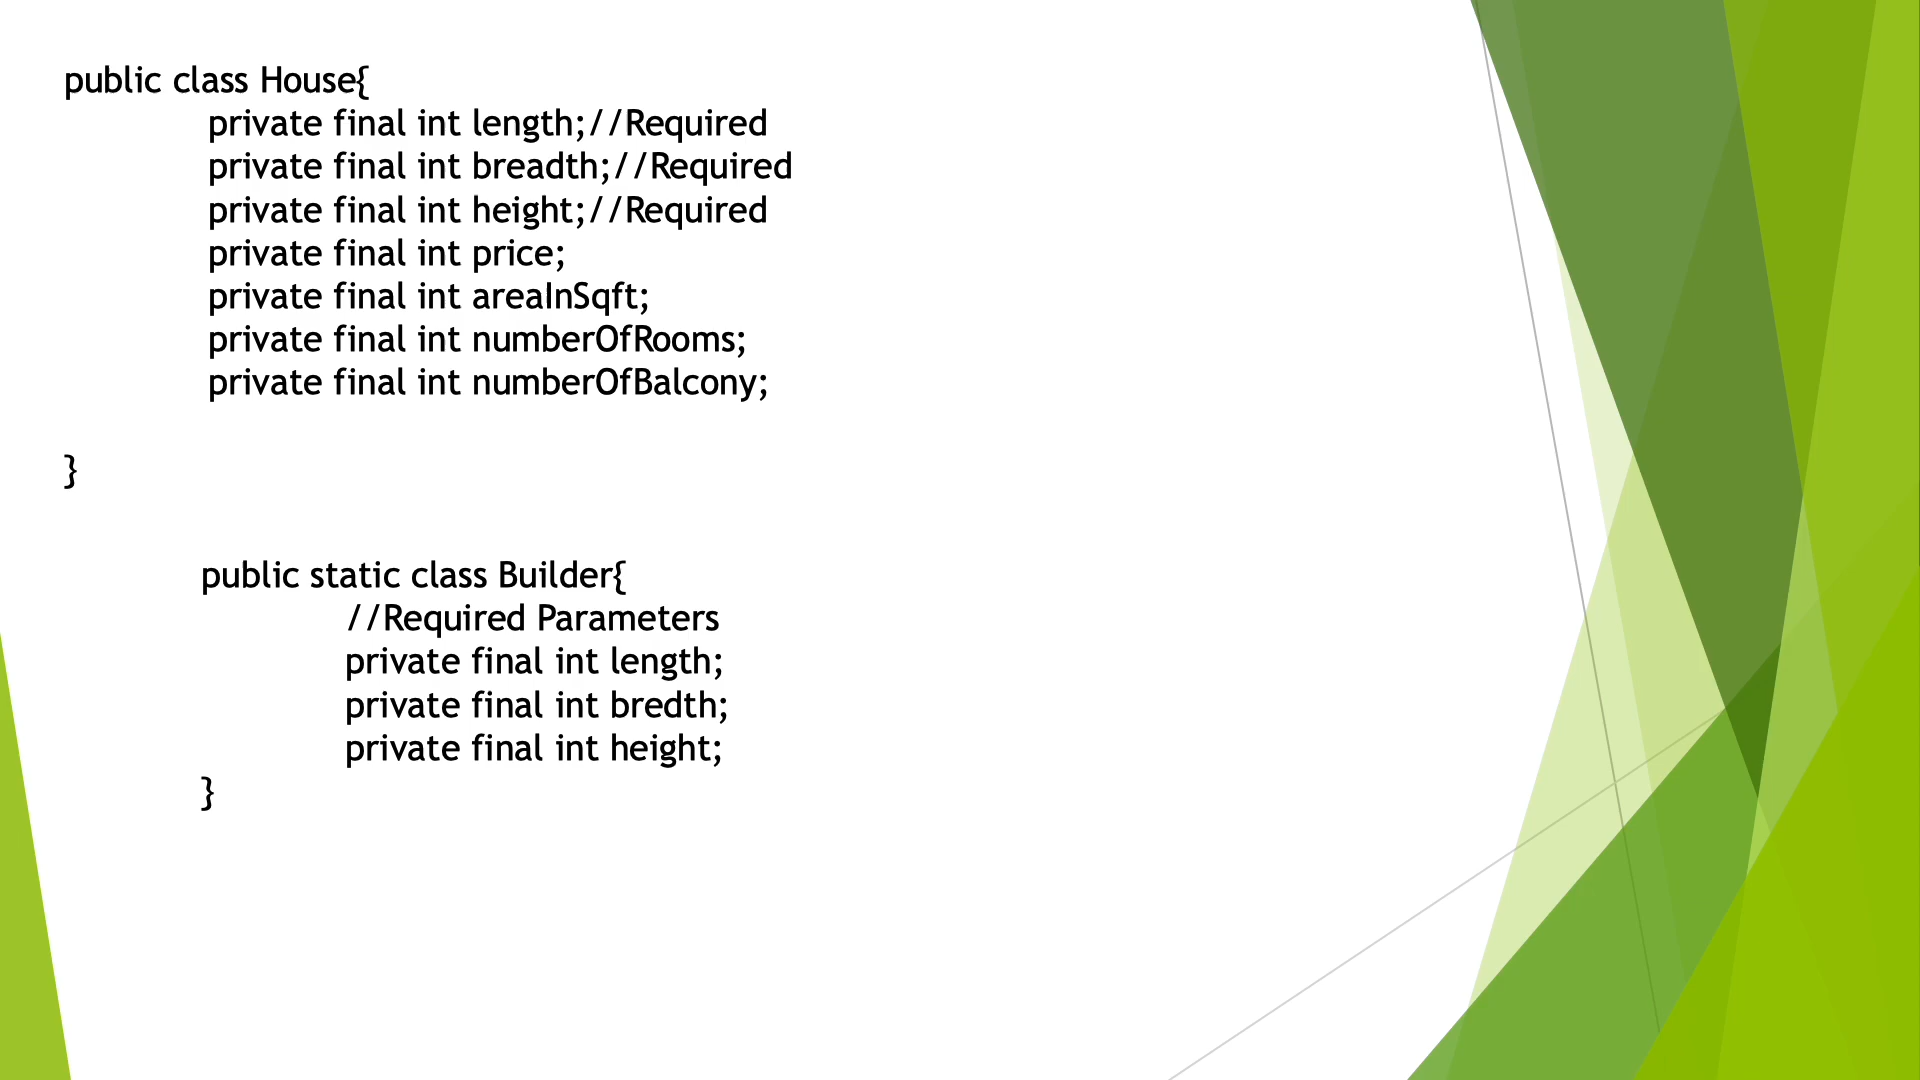 public class House{
private final int length;//Required
private final int breadth;//Required
private final int height;//Required
private final int price;
private final int areaInSqft;
private final int numberOfRooms;
private final int numberOfBalcony;
}
public static class Builder{
//Required Parameters
private final int length;
private final int bredth;
private final int height;
}